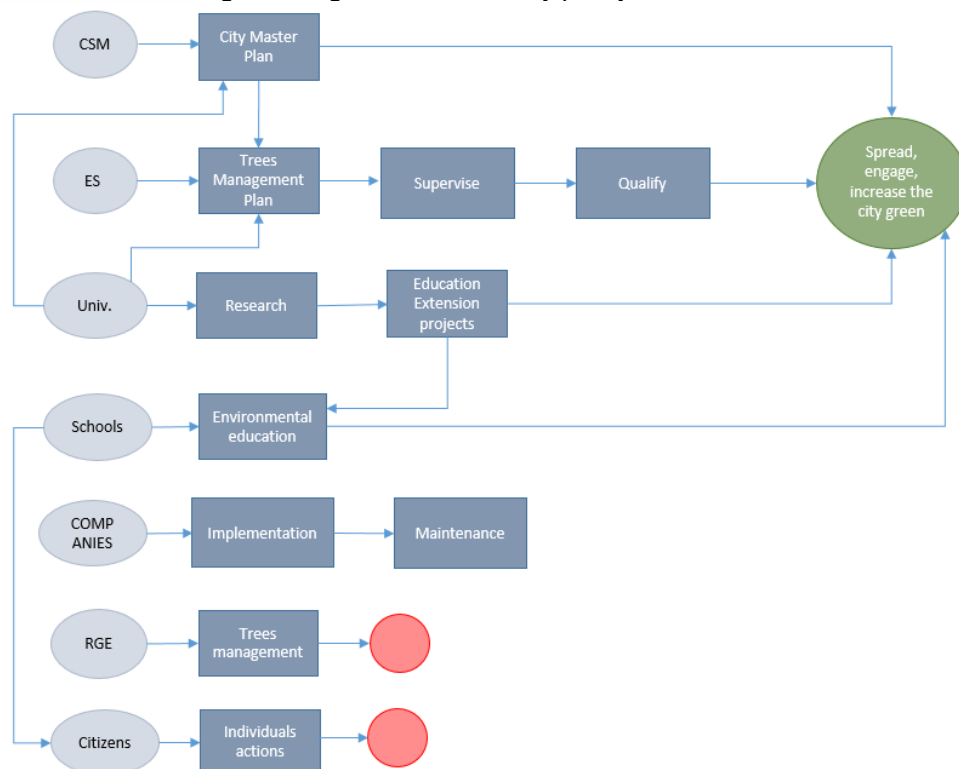 CSM
City Master
Plan
ES
Trees
Management
Plan
Supervise
Qualify
Spread,
engage,
increase the
city green
Univ.
Research
Education
Extension
projects
Schools
Environmental
education
COMP
ANIES
Implementation
Maintenance
RGE
Trees
management
Citizens
Individuals
actions